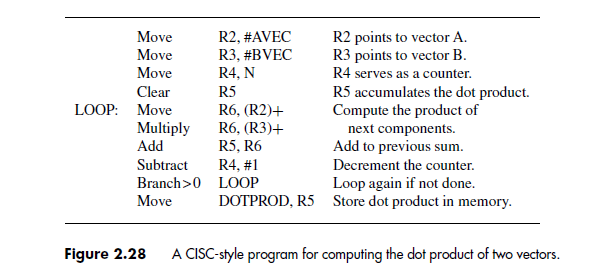 Move R2, #AVEC R2 points to vector A.
Move R3, #BVEC R3 points to vector B.
Move R4, N R4 serves as a counter.
Clear R5 R5 accumulates the dot product.
LOOP: Move R6, (R2)+ Compute the product of
Multiply R6, (R3)+ next components.
Add R5, R6 Add to previous sum.
Subtract R4, #1 Decrement the counter.
Branch>0 LOOP Loop again if not done.
Move DOTPROD, R5 Store dot product in memory.
Figure 2.28 A CISC-style program for computing the dot product of two vectors.